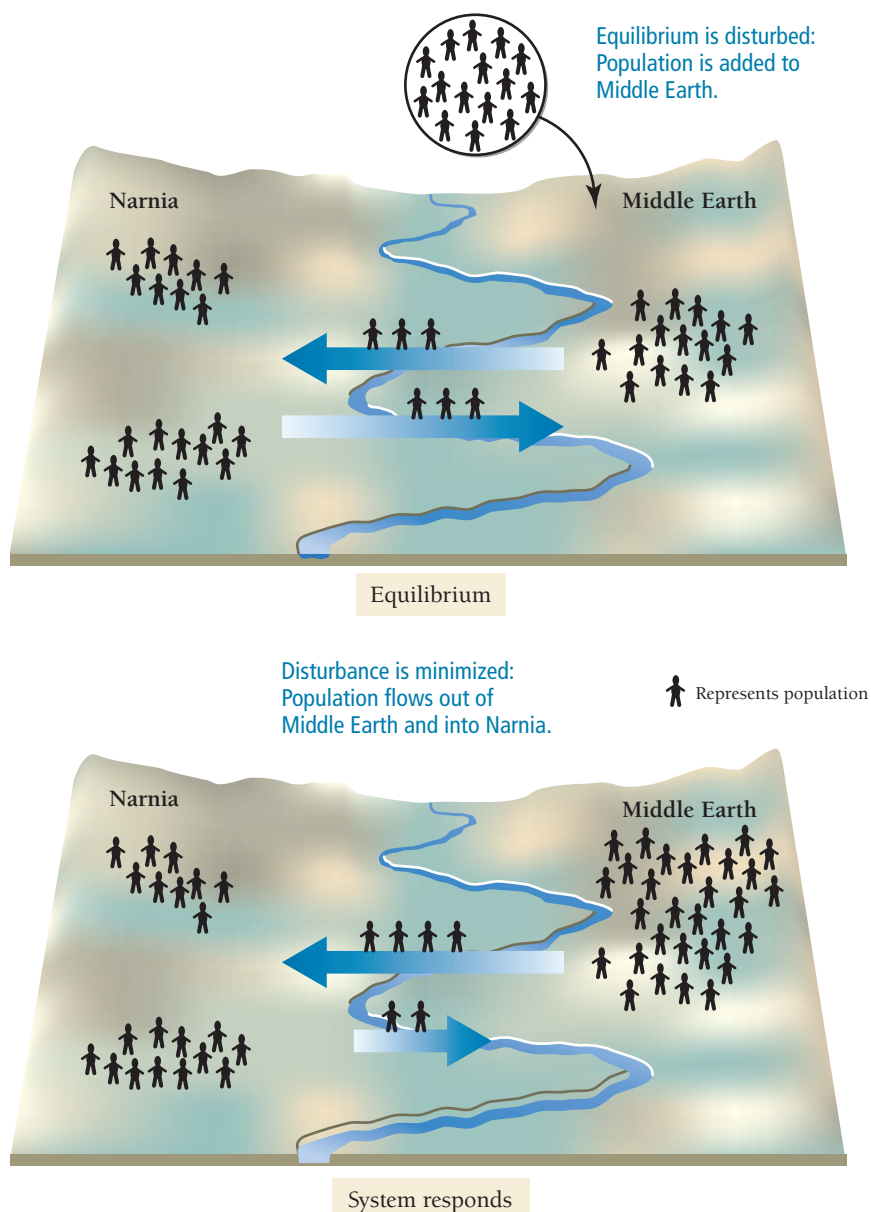 Equilibrium is disturbed:
Population is added to
Middle Earth.
Narnia
Middle Earth
Equilibrium
Disturbance is minimized:
Population flows out of
Middle Earth and into Narnia.
Represents population
Narnia
Middle Earth
System responds